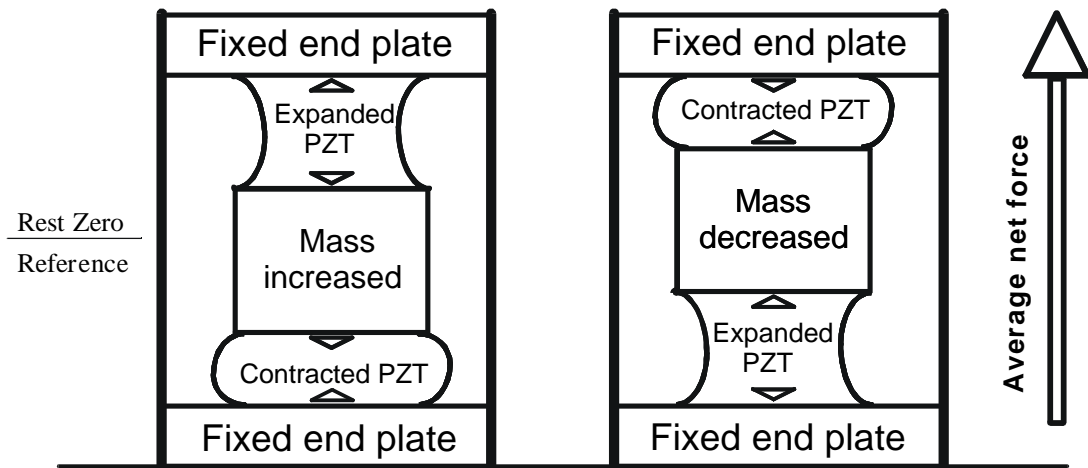 Fixed end plate
Expanded
PZT
Rest Zero
Reference
Mass
increased
Contracted PZT
Fixed end plate
Fixed end plate
Contracted PZT
Mass
decreased
Expanded
PZT
Fixed end plate
Average net force